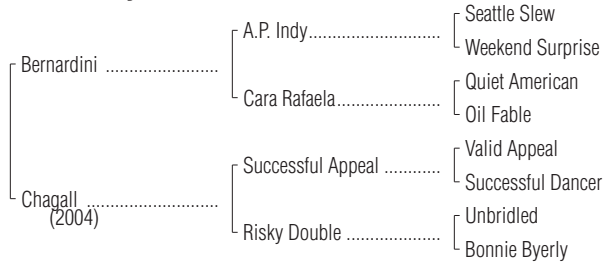 Seattle Slew
A.P. Indy......................
Weekend Surprise
Bernardini ......................
Quiet American
Cara Rafaela.................
Oil Fable
Valid Appeal
Successful Appeal ............
Successful Dancer
Chagall ..........................
(2004)
Unbridled
Risky Double ...................
Bonnie Byerly